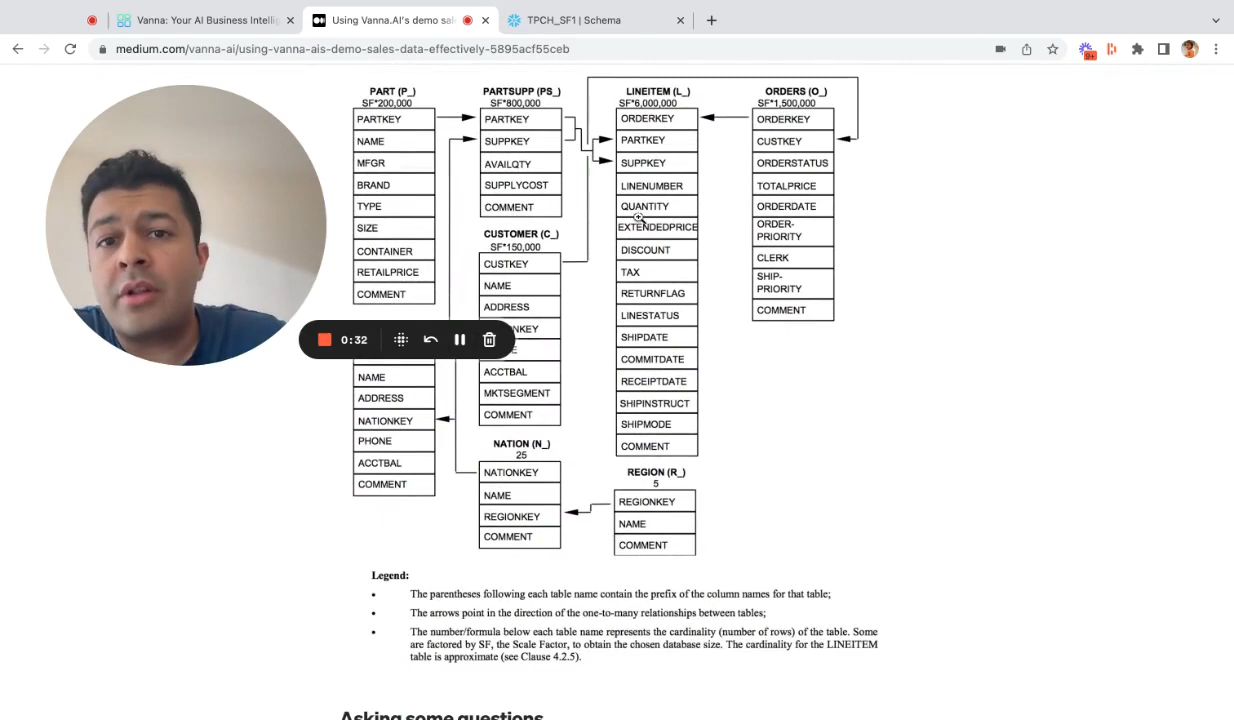 Vanna: Your AI Business Intellig
Using Vanna.AI's demo sal
TPCH_SF1 | Schema
medium.com/vanna-ai/using-vanna-ais-demo-sales-data-effectively-5895acf55ceb
9+
PART (P_)
SF*200,000
PARTKEY
NAME
MFGR
BRAND
TYPE
SIZE
CONTAINER
RETAILPRICE
COMMENT
NAME
ADDRESS
NATIONKEY
PHONE
ACCTBAL
COMMENT
PARTSUPP (PS_)
SF*800,000
PARTKEY
SUPPKEY
AVAILQTY
SUPPLYCOST
COMMENT
CUSTOMER (C_)
SF*150,000
CUSTKEY
NAME
ADDRESS
ONKEY
E
ACCTBAL
MKTSEGMENT
COMMENT
NATION (N_)
25
NATIONKEY
NAME
REGIONKEY
COMMENT
LINEITEM (L_)
SF*6,000,000
ORDERKEY
PARTKEY
SUPPKEY
LINENUMBER
QUANTITY
EXTENDEDPRICE
DISCOUNT
TAX
RETURNFLAG
LINESTATUS
SHIPDATE
COMMITDATE
RECEIPTDATE
SHIPINSTRUCT
SHIPMODE
COMMENT
REGION (R_)
5
REGIONKEY
NAME
COMMENT
ORDERS (O_)
SF*1,500,000
ORDERKEY
CUSTKEY
ORDERSTATUS
TOTALPRICE
ORDERDATE
ORDER-
PRIORITY
CLERK
SHIP-
PRIORITY
COMMENT
0:32
Legend:
• The parentheses following each table name contain the prefix of the column names for that table;
• The arrows point in the direction of the one-to-many relationships between tables;
• The number/formula below each table name represents the cardinality (number of rows) of the table. Some
are factored by SF, the Scale Factor, to obtain the chosen database size. The cardinality for the LINEITEM
table is approximate (see Clause 4.2.5).
Asking some questions